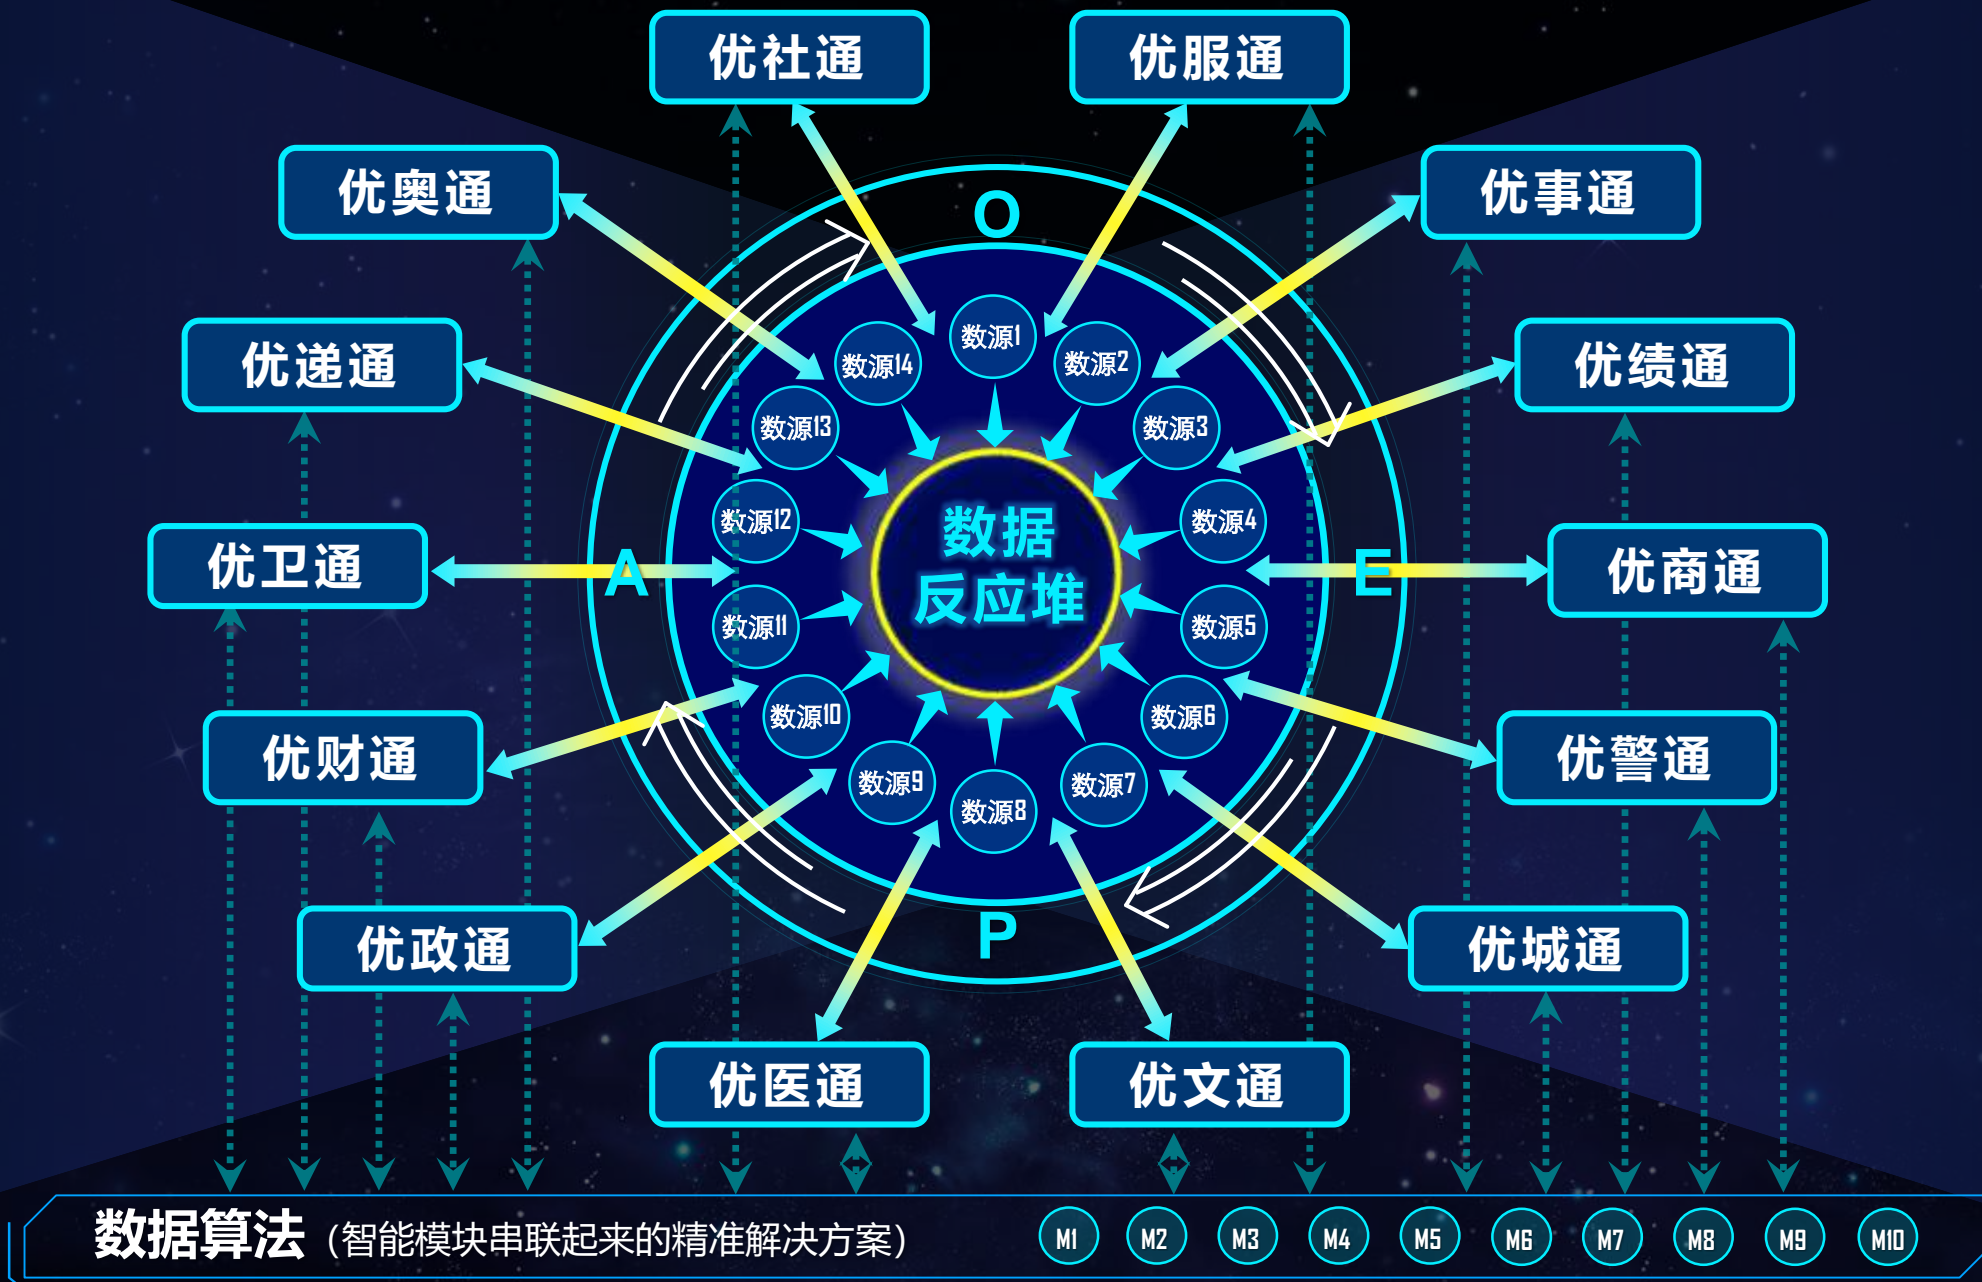 优社通
优服通
优奥通
优事通
优递通
优绩通
优卫通
优商通
优财通
优警通
优政通
优城通
优医通
优文通
O
A
E
P
数源1
数源2
数源3
数源4
数源5
数源6
数源7
数源8
数源9
数源10
数源11
数源12
数源13
数源14
数据
反应堆
数据算法（智能模块串联起来的精准解决方案）
M1 M2 M3 M4 M5 M6 M7 M8 M9 M10